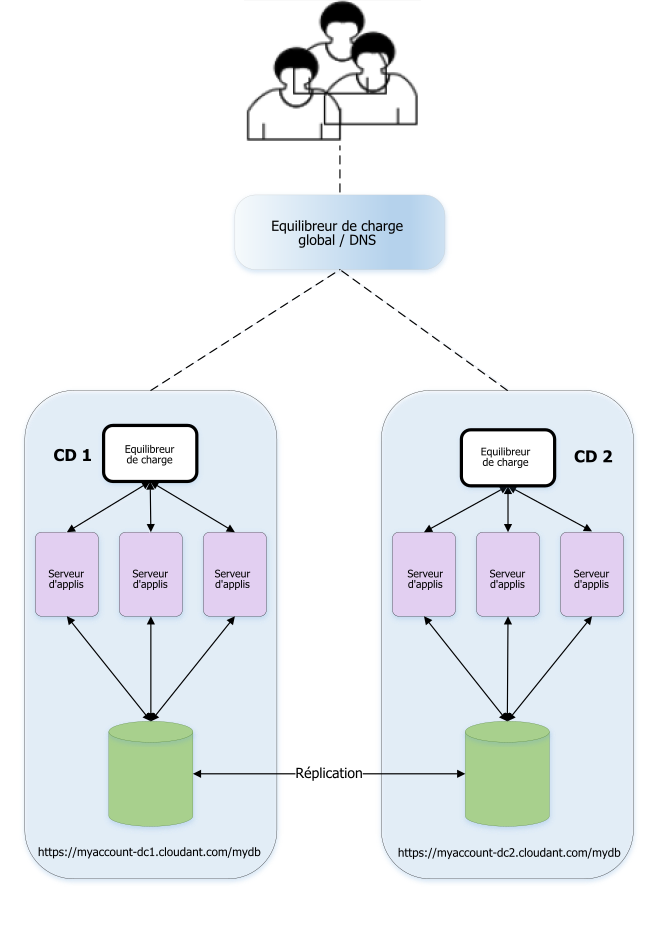 Equilibreur de charge
global / DNS
CD 1
Equilibreur
de charge
Equilibreur
de charge
CD 2
Serveur
d'applis
Serveur
d'applis
Serveur
d'applis
Serveur
d'applis
Serveur
d'applis
Serveur
d'applis
Réplication
https://myaccount-dc1.cloudant.com/mydb
https://myaccount-dc2.cloudant.com/mydb